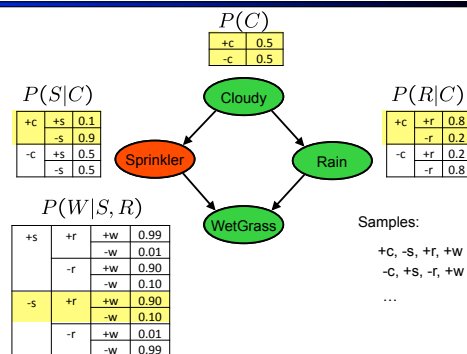 P(C)
+c 0.5
-c 0.5
Cloudy
P(S|C)
+c +s 0.1
-s 0.9
-c +s 0.5
-s 0.5
P(R|C)
+c +r 0.8
-r 0.2
-c +r 0.2
-r 0.8
Sprinkler
Rain
WetGrass
P(W|S, R)
+s +r +w 0.99
-w 0.01
-r +w 0.90
-w 0.10
-s +r +w 0.90
-w 0.10
-r +w 0.01
-w 0.99
Samples:
+c, -s, +r, +w
-c, +s, -r, +w
…